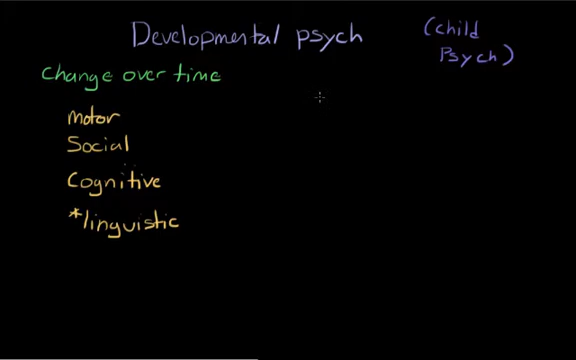 Developmental psych
(child
Psych)
change over time
motor
Social
Cognitive
*linguistic